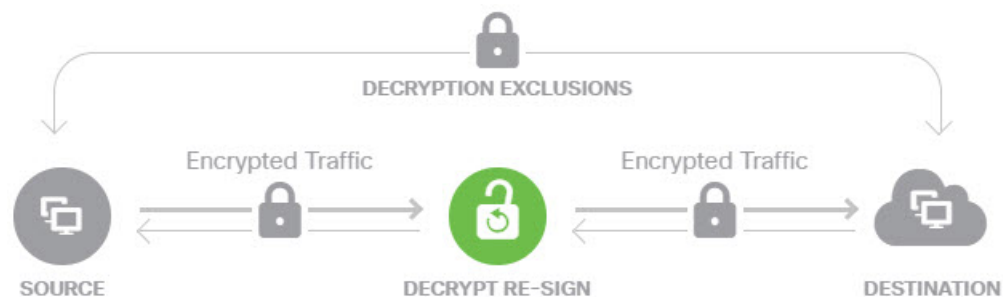 DECRYPTION EXCLUSIONS
Encrypted Traffic
Encrypted Traffic
SOURCE
DECRYPT RE-SIGN
DESTINATION